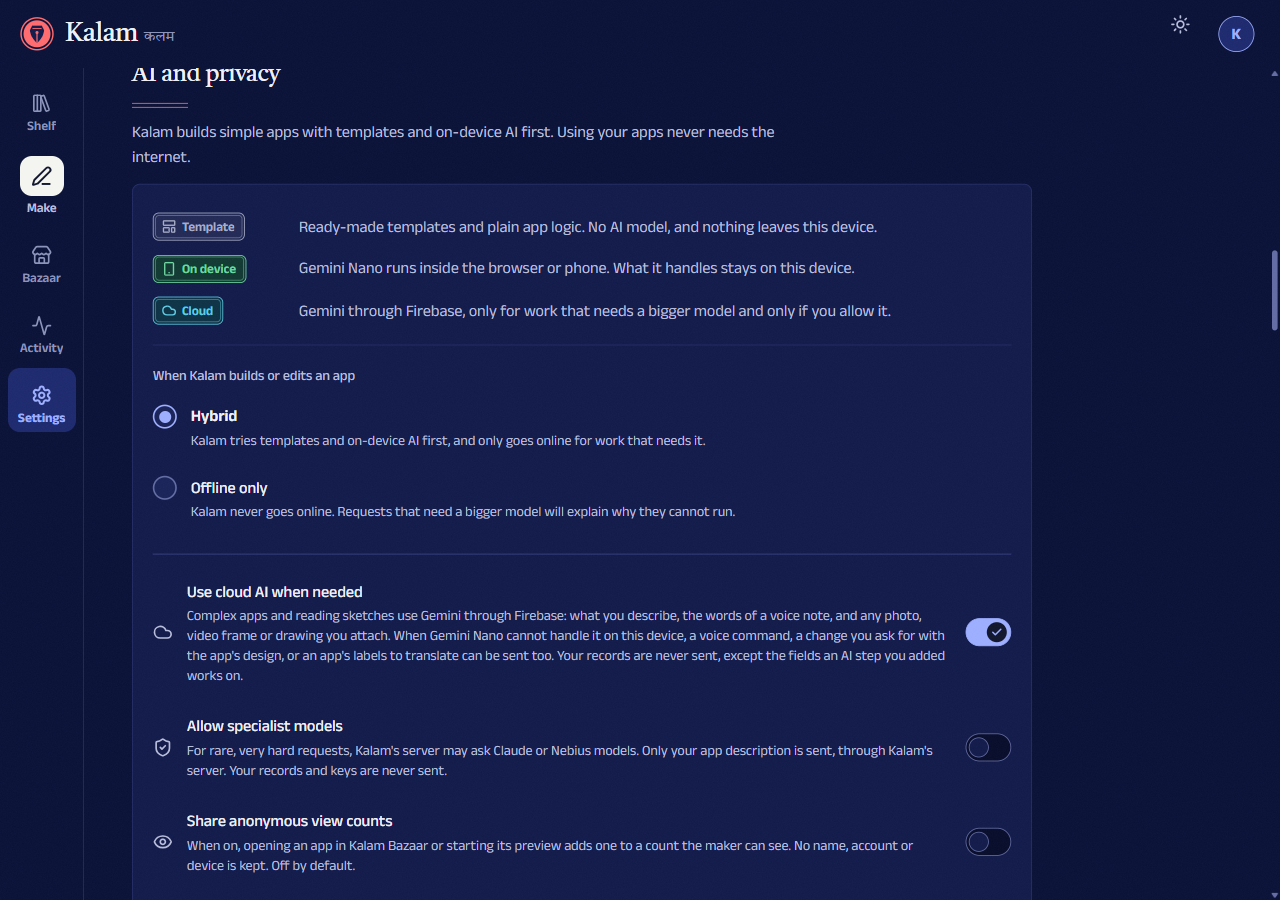 Kalam कलम
K
Shelf
Make
Bazaar
Activity
Settings
AI and privacy
Kalam builds simple apps with templates and on-device AI first. Using your apps never needs the
internet.
Template
Ready-made templates and plain app logic. No AI model, and nothing leaves this device.
On device
Gemini Nano runs inside the browser or phone. What it handles stays on this device.
Cloud
Gemini through Firebase, only for work that needs a bigger model and only if you allow it.
When Kalam builds or edits an app
Hybrid
Kalam tries templates and on-device AI first, and only goes online for work that needs it.
Offline only
Kalam never goes online. Requests that need a bigger model will explain why they cannot run.
Use cloud AI when needed
Complex apps and reading sketches use Gemini through Firebase: what you describe, the words of a voice note, and any photo,
video frame or drawing you attach. When Gemini Nano cannot handle it on this device, a voice command, a change you ask for with
the app's design, or an app's labels to translate can be sent too. Your records are never sent, except the fields an AI step you added
works on.
Allow specialist models
For rare, very hard requests, Kalam's server may ask Claude or Nebius models. Only your app description is sent, through Kalam's
server. Your records and keys are never sent.
Share anonymous view counts
When on, opening an app in Kalam Bazaar or starting its preview adds one to a count the maker can see. No name, account or
device is kept. Off by default.